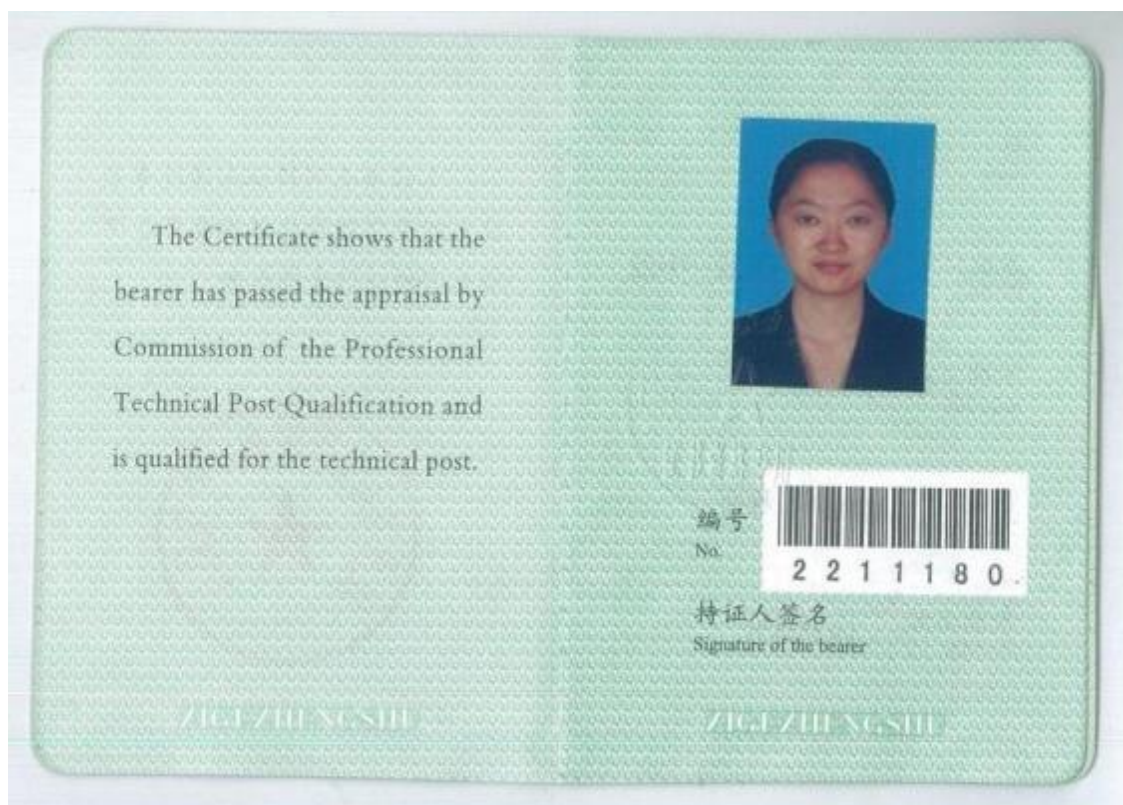 The Certificate shows that the
bearer has passed the appraisal by
Commission of the Professional
Technical Post Qualification and
is qualified for the technical post.
ZIGEZHENGSHU
编号
No.
2211180
持证人签名
Signature of the bearer
ZIGEZHENGSHU